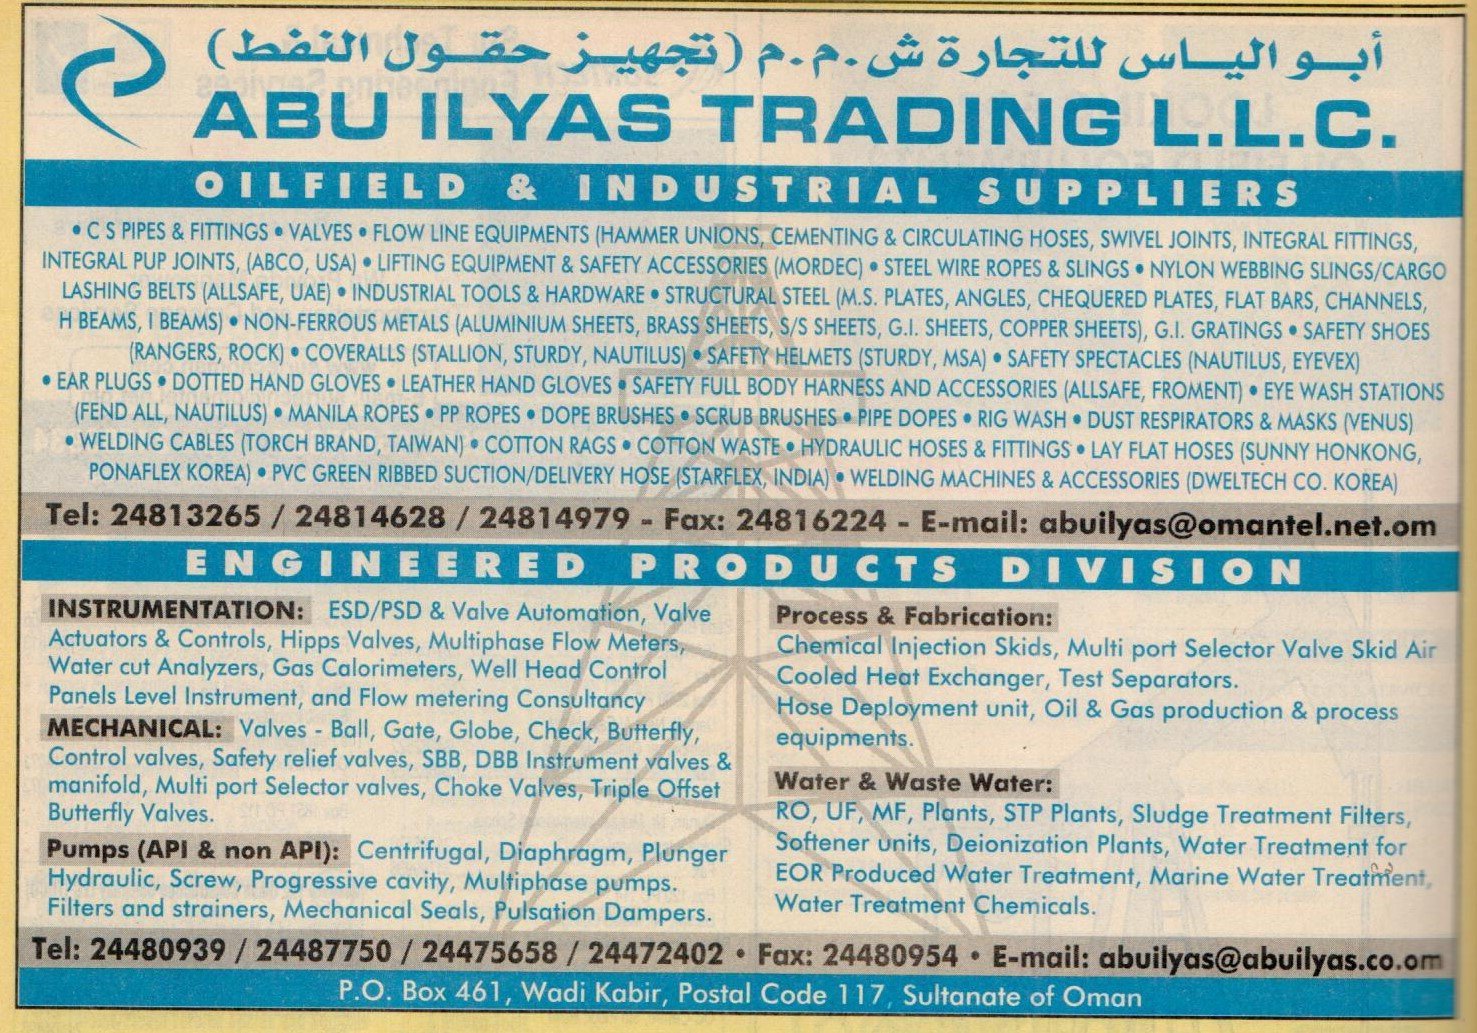 أبو الياس للتجارة ش.م.م (تجهيز حقول النفط)
ABU ILYAS TRADING L.L.C.
OILFIELD & INDUSTRIAL SUPPLIERS
• C S PIPES & FITTINGS • VALVES • FLOW LINE EQUIPMENTS (HAMMER UNIONS, CEMENTING & CIRCULATING HOSES, SWIVEL JOINTS, INTEGRAL FITTINGS,
INTEGRAL PUP JOINTS, (ABCO, USA) • LIFTING EQUIPMENT & SAFETY ACCESSORIES (MORDEC) • STEEL WIRE ROPES & SLINGS • NYLON WEBBING SLINGS/CARGO
LASHING BELTS (ALLSAFE, UAE) • INDUSTRIAL TOOLS & HARDWARE • STRUCTURAL STEEL (M.S. PLATES, ANGLES, CHEQUERED PLATES, FLAT BARS, CHANNELS,
H BEAMS, I BEAMS) • NON-FERROUS METALS (ALUMINIUM SHEETS, BRASS SHEETS, S/S SHEETS, G.I. SHEETS, COPPER SHEETS), G.I. GRATINGS • SAFETY SHOES
(RANGERS, ROCK) • COVERALLS (STALLION, STURDY, NAUTILUS) • SAFETY HELMETS (STURDY, MSA) • SAFETY SPECTACLES (NAUTILUS, EYEVEX)
• EAR PLUGS • DOTTED HAND GLOVES • LEATHER HAND GLOVES • SAFETY FULL BODY HARNESS AND ACCESSORIES (ALLSAFE, FROMENT) • EYE WASH STATIONS
(FEND ALL, NAUTILUS) • MANILA ROPES • PP ROPES • DOPE BRUSHES • SCRUB BRUSHES • PIPE DOPES • RIG WASH • DUST RESPIRATORS & MASKS (VENUS)
• WELDING CABLES (TORCH BRAND, TAIWAN) • COTTON RAGS • COTTON WASTE • HYDRAULIC HOSES & FITTINGS • LAY FLAT HOSES (SUNNY HONKONG,
PONAFLEX KOREA) • PVC GREEN RIBBED SUCTION/DELIVERY HOSE (STARFLEX, INDIA) • WELDING MACHINES & ACCESSORIES (DWELTECH CO. KOREA)
Tel: 24813265 / 24814628 / 24814979 - Fax: 24816224 - E-mail: abuilyas@omantel.net.om
ENGINEERED PRODUCTS DIVISION
INSTRUMENTATION: ESD/PSD & Valve Automation, Valve
Actuators & Controls, Hipps Valves, Multiphase Flow Meters,
Water cut Analyzers, Gas Calorimeters, Well Head Control
Panels Level Instrument, and Flow metering Consultancy
MECHANICAL: Valves - Ball, Gate, Globe, Check, Butterfly,
Control valves, Safety relief valves, SBB, DBB Instrument valves &
manifold, Multi port Selector valves, Choke Valves, Triple Offset
Butterfly Valves.
Pumps (API & non API): Centrifugal, Diaphragm, Plunger
Hydraulic, Screw, Progressive cavity, Multiphase pumps.
Filters and strainers, Mechanical Seals, Pulsation Dampers.
Process & Fabrication:
Chemical Injection Skids, Multi port Selector Valve Skid Air
Cooled Heat Exchanger, Test Separators.
Hose Deployment unit, Oil & Gas production & process
equipments.
Water & Waste Water:
RO, UF, MF, Plants, STP Plants, Sludge Treatment Filters,
Softener units, Deionization Plants, Water Treatment for
EOR Produced Water Treatment, Marine Water Treatment,
Water Treatment Chemicals.
Tel: 24480939 / 24487750 / 24475658 / 24472402 • Fax: 24480954 • E-mail: abuilyas@abuilyas.co.om
P.O. Box 461, Wadi Kabir, Postal Code 117, Sultanate of Oman